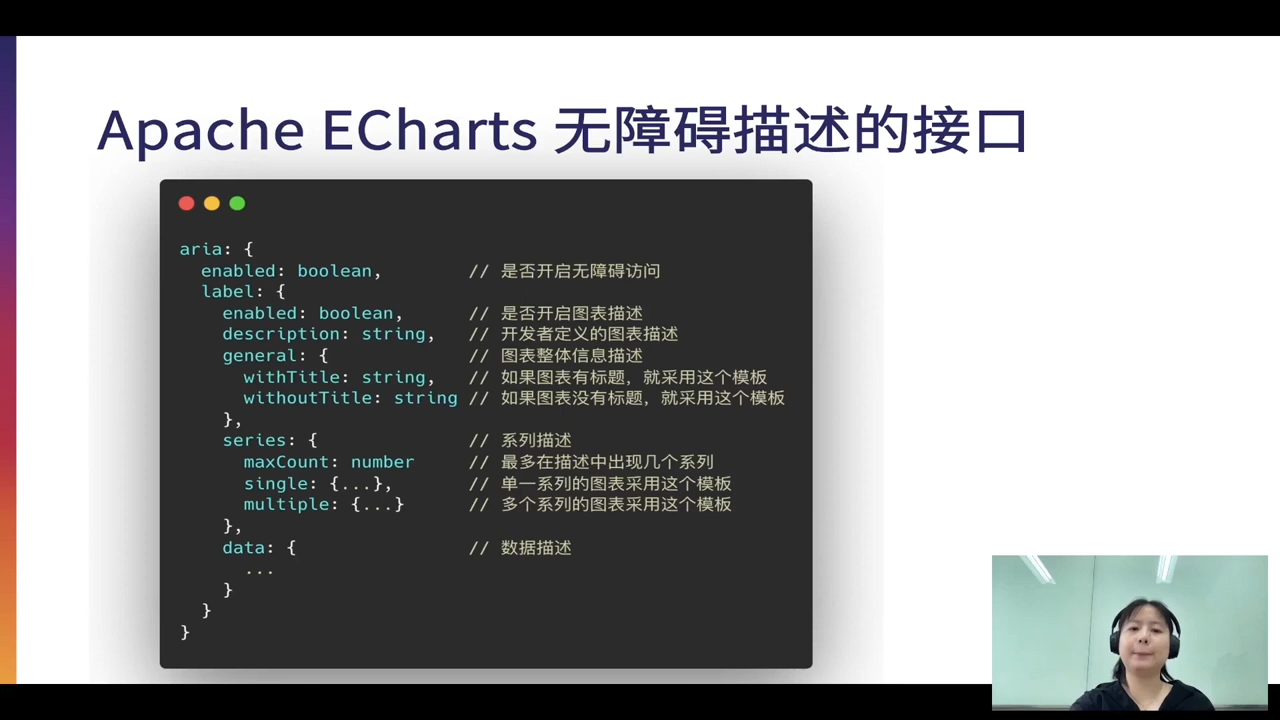 Apache ECharts 无障碍描述的接口
aria: {
enabled: boolean, // 是否开启无障碍访问
label: {
enabled: boolean, // 是否开启图表描述
description: string, // 开发者定义的图表描述
general: { // 图表整体信息描述
withTitle: string, // 如果图表有标题，就采用这个模板
withoutTitle: string // 如果图表没有标题，就采用这个模板
},
series: { // 系列描述
maxCount: number // 最多在描述中出现几个系列
single: {...}, // 单一系列的图表采用这个模板
multiple: {...} // 多个系列的图表采用这个模板
},
data: { // 数据描述
...
}
}
}